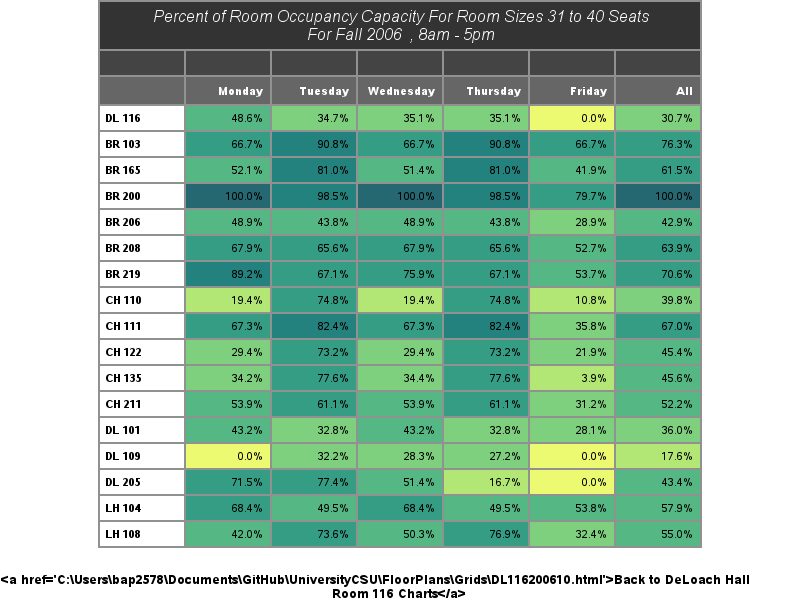 Percent of Room Occupancy Capacity For Room Sizes 31 to 40 Seats
For Fall 2006 , 8am - 5pm
Monday Tuesday Wednesday Thursday Friday All
DL 116 48.6% 34.7% 35.1% 35.1% 0.0% 30.7%
BR 103 66.7% 90.8% 66.7% 90.8% 66.7% 76.3%
BR 165 52.1% 81.0% 51.4% 81.0% 41.9% 61.5%
BR 200 100.0% 98.5% 100.0% 98.5% 79.7% 100.0%
BR 206 48.9% 43.8% 48.9% 43.8% 28.9% 42.9%
BR 208 67.9% 65.6% 67.9% 65.6% 52.7% 63.9%
BR 219 89.2% 67.1% 75.9% 67.1% 53.7% 70.6%
CH 110 19.4% 74.8% 19.4% 74.8% 10.8% 39.8%
CH 111 67.3% 82.4% 67.3% 82.4% 35.8% 67.0%
CH 122 29.4% 73.2% 29.4% 73.2% 21.9% 45.4%
CH 135 34.2% 77.6% 34.4% 77.6% 3.9% 45.6%
CH 211 53.9% 61.1% 53.9% 61.1% 31.2% 52.2%
DL 101 43.2% 32.8% 43.2% 32.8% 28.1% 36.0%
DL 109 0.0% 32.2% 28.3% 27.2% 0.0% 17.6%
DL 205 71.5% 77.4% 51.4% 16.7% 0.0% 43.4%
LH 104 68.4% 49.5% 68.4% 49.5% 53.8% 57.9%
LH 108 42.0% 73.6% 50.3% 76.9% 32.4% 55.0%
<a href='C:\Users\bap2578\Documents\GitHub\UniversityCSU\FloorPlans\Grids\DL116200610.html'>Back to DeLoach Hall
Room 116 Charts</a>